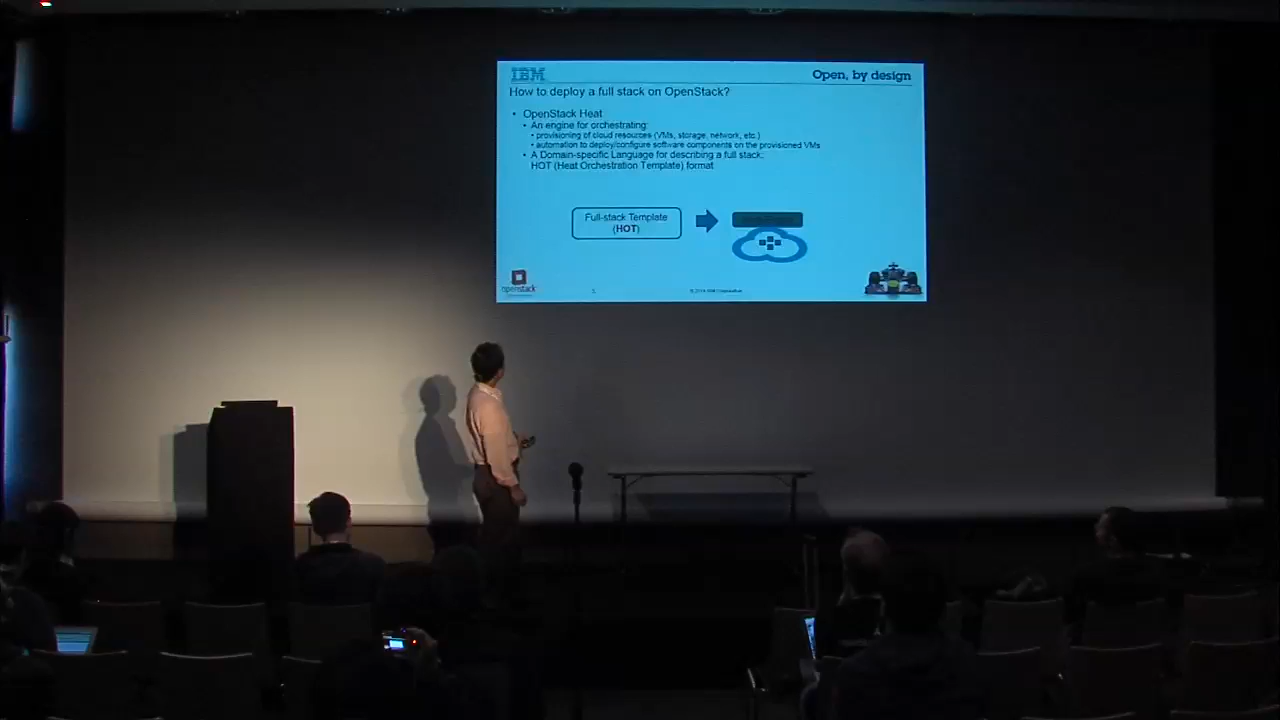 IBM
Open, by design
How to deploy a full stack on OpenStack?
• OpenStack Heat
• An engine for orchestrating:
• provisioning of cloud resources (VMs, storage, network, etc.)
• automation to deploy/configure software components on the provisioned VMs
• A Domain-specific Language for describing a full stack:
HOT (Heat Orchestration Template) format
Full-stack Template
(HOT)
openstack
IBM Corporation